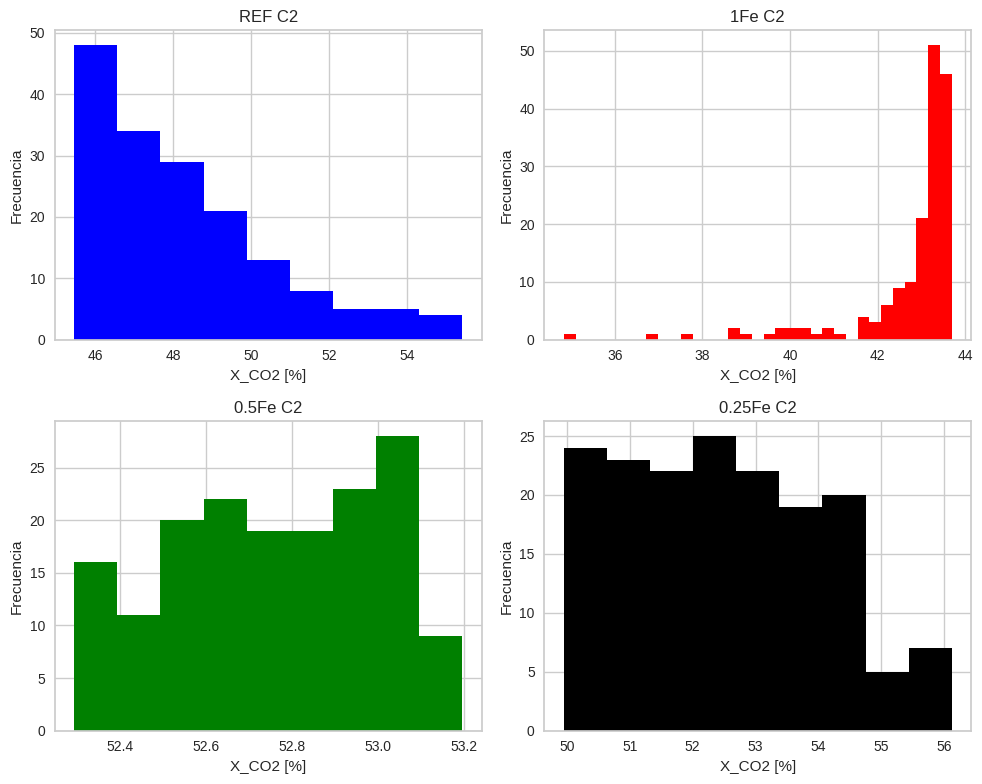 REF C2
50
40
30
20
10
0
Frecuencia
46 48 50 52 54
X_CO2 [%]
1Fe C2
50
40
30
20
10
0
Frecuencia
36 38 40 42 44
X_CO2 [%]
0.5Fe C2
25
20
15
10
5
0
Frecuencia
52.4 52.6 52.8 53.0 53.2
X_CO2 [%]
0.25Fe C2
25
20
15
10
5
0
Frecuencia
50 51 52 53 54 55 56
X_CO2 [%]